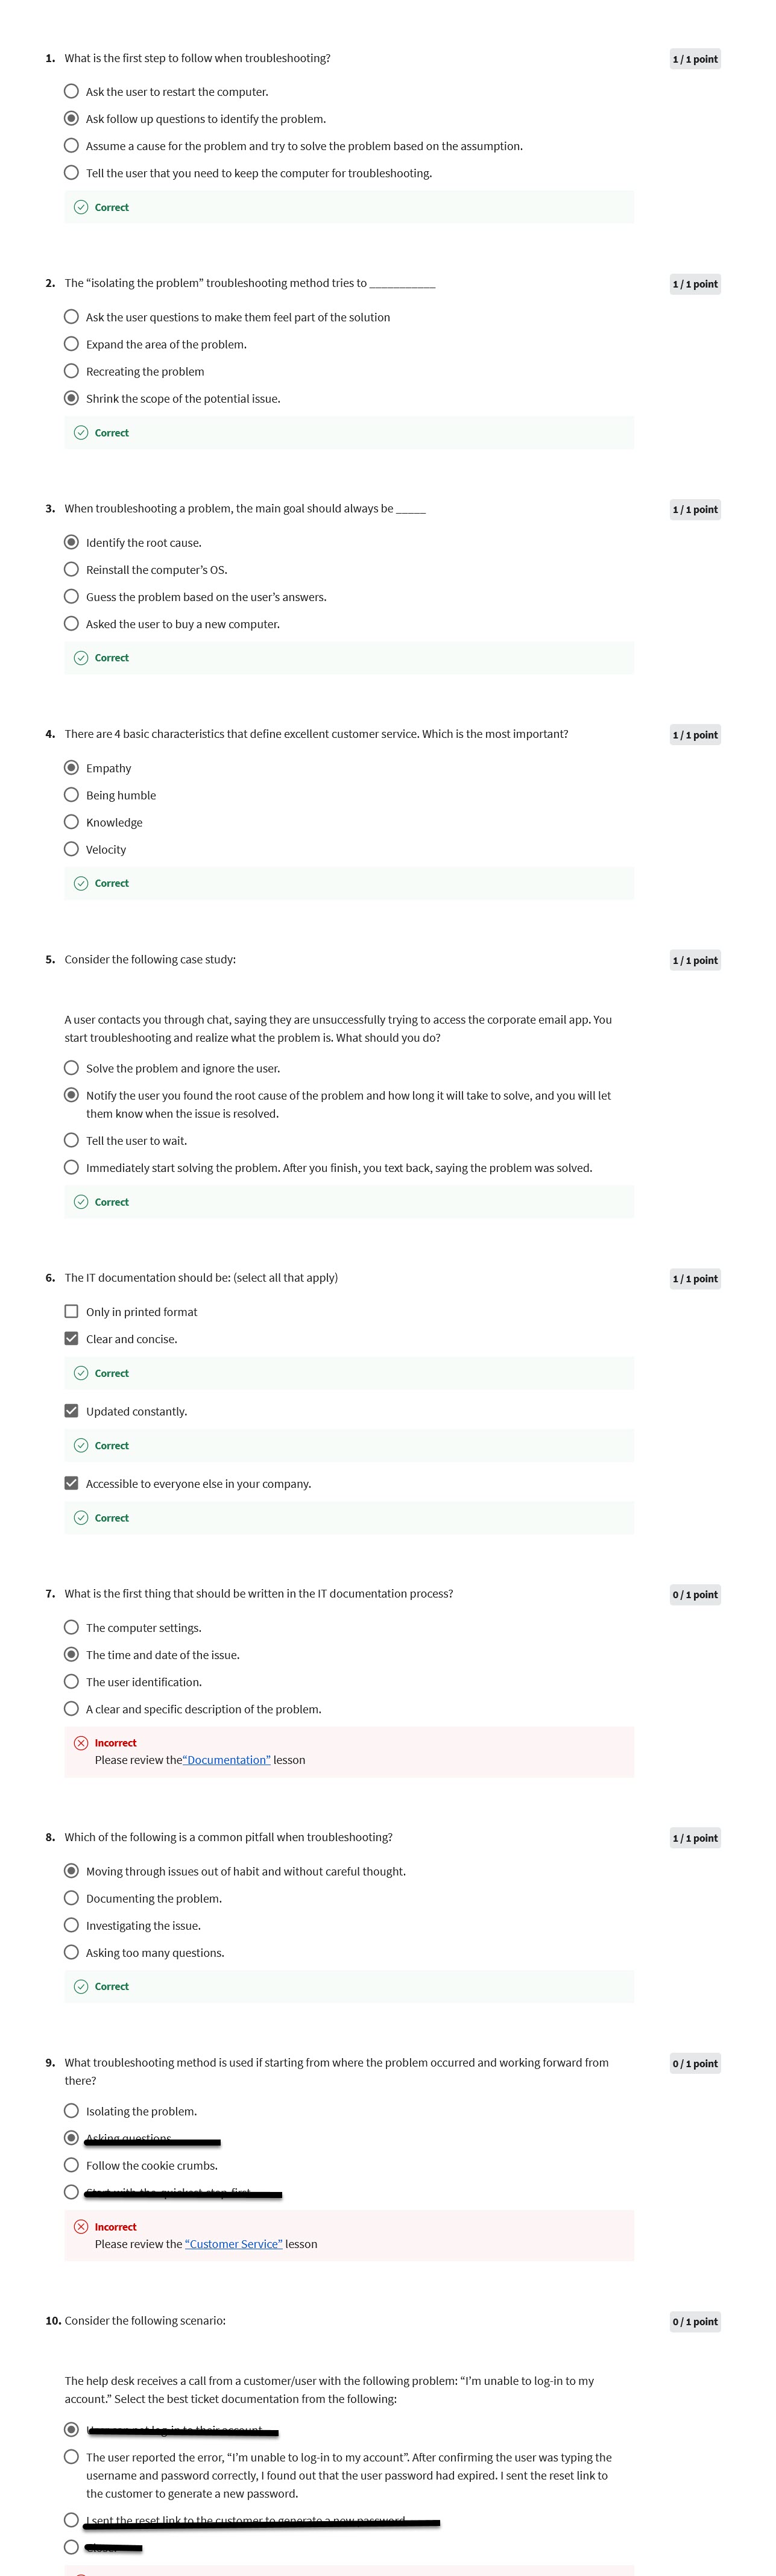 1. What is the first step to follow when troubleshooting? 1 / 1 point
Ask the user to restart the computer.
Ask follow up questions to identify the problem.
Assume a cause for the problem and try to solve the problem based on the assumption.
Tell the user that you need to keep the computer for troubleshooting.
Correct
2. The “isolating the problem” troubleshooting method tries to ___________ 1 / 1 point
Ask the user questions to make them feel part of the solution
Expand the area of the problem.
Recreating the problem
Shrink the scope of the potential issue.
Correct
3. When troubleshooting a problem, the main goal should always be _____ 1 / 1 point
Identify the root cause.
Reinstall the computer’s OS.
Guess the problem based on the user’s answers.
Asked the user to buy a new computer.
Correct
4. There are 4 basic characteristics that define excellent customer service. Which is the most important? 1 / 1 point
Empathy
Being humble
Knowledge
Velocity
Correct
5. Consider the following case study: 1 / 1 point
A user contacts you through chat, saying they are unsuccessfully trying to access the corporate email app. You
start troubleshooting and realize what the problem is. What should you do?
Solve the problem and ignore the user.
Notify the user you found the root cause of the problem and how long it will take to solve, and you will let
them know when the issue is resolved.
Tell the user to wait.
Immediately start solving the problem. After you finish, you text back, saying the problem was solved.
Correct
6. The IT documentation should be: (select all that apply) 1 / 1 point
Only in printed format
Clear and concise.
Correct
Updated constantly.
Correct
Accessible to everyone else in your company.
Correct
7. What is the first thing that should be written in the IT documentation process? 0 / 1 point
The computer settings.
The time and date of the issue.
The user identification.
A clear and specific description of the problem.
Incorrect
Please review the“Documentation” lesson
8. Which of the following is a common pitfall when troubleshooting? 1 / 1 point
Moving through issues out of habit and without careful thought.
Documenting the problem.
Investigating the issue.
Asking too many questions.
Correct
9. What troubleshooting method is used if starting from where the problem occurred and working forward from 0 / 1 point
there?
Isolating the problem.
Asking questions
Follow the cookie crumbs.
Start with the quickest step first
Incorrect
Please review the “Customer Service” lesson
10. Consider the following scenario: 0 / 1 point
The help desk receives a call from a customer/user with the following problem: “I’m unable to log-in to my
account.” Select the best ticket documentation from the following:
log in to their account
The user reported the error, “I’m unable to log-in to my account”. After confirming the user was typing the
username and password correctly, I found out that the user password had expired. I sent the reset link to
the customer to generate a new password.
I sent the reset link to the customer to generate a new password